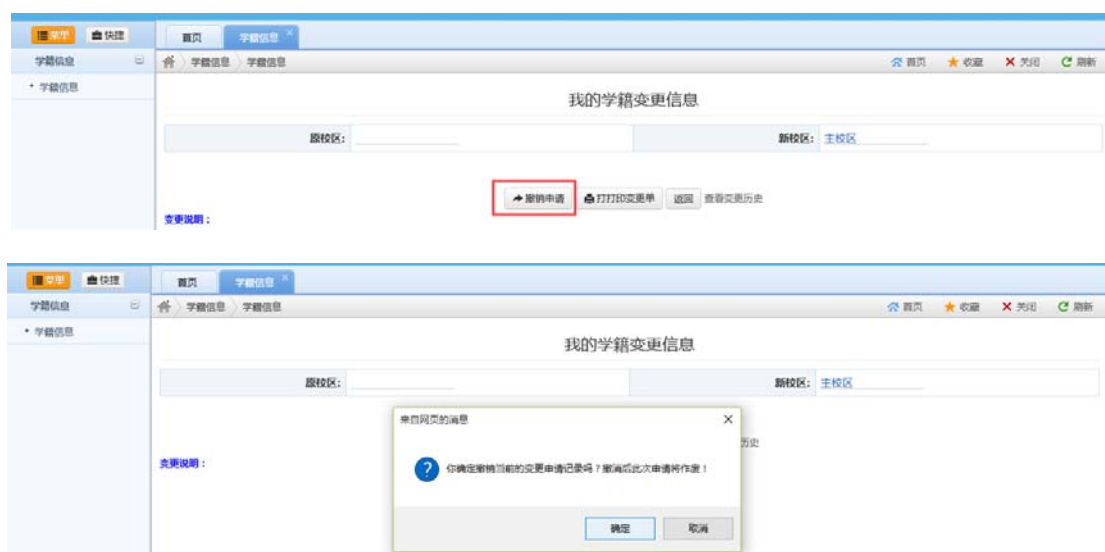 菜单 快捷 首页 学籍信息 ×
学籍信息 学籍信息 学籍信息 首页 收藏 关闭 刷新
学籍信息
我的学籍变更信息
原校区: 新校区: 主校区
撤销申请 打打印变更单 返回 查看变更历史
变更说明：
菜单 快捷 首页 学籍信息 ×
学籍信息 学籍信息 学籍信息 首页 收藏 关闭 刷新
学籍信息
我的学籍变更信息
原校区: 新校区: 主校区
来自网页的消息 ×
历史
变更说明：
? 你确定撤销当前的变更申请记录吗？撤消后此次申请将作废！
确定 取消